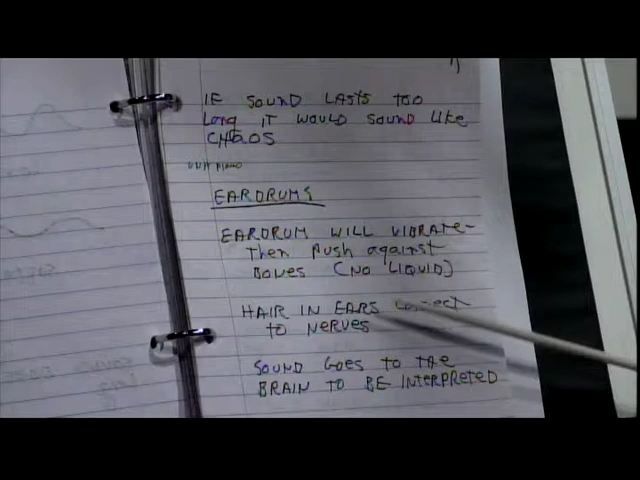 IF SOUND LASTS TOO
Long IT WOULD SOUND LIKE
CHAOS
EARDRUMS
EARDRUM WILL VIBRATE-
Then Push against
Bones (NO LIQUID)
HAIR IN EARS connect
TO NERVES
SOUND GOES TO THE
BRAIN TO BE INTERPRETED